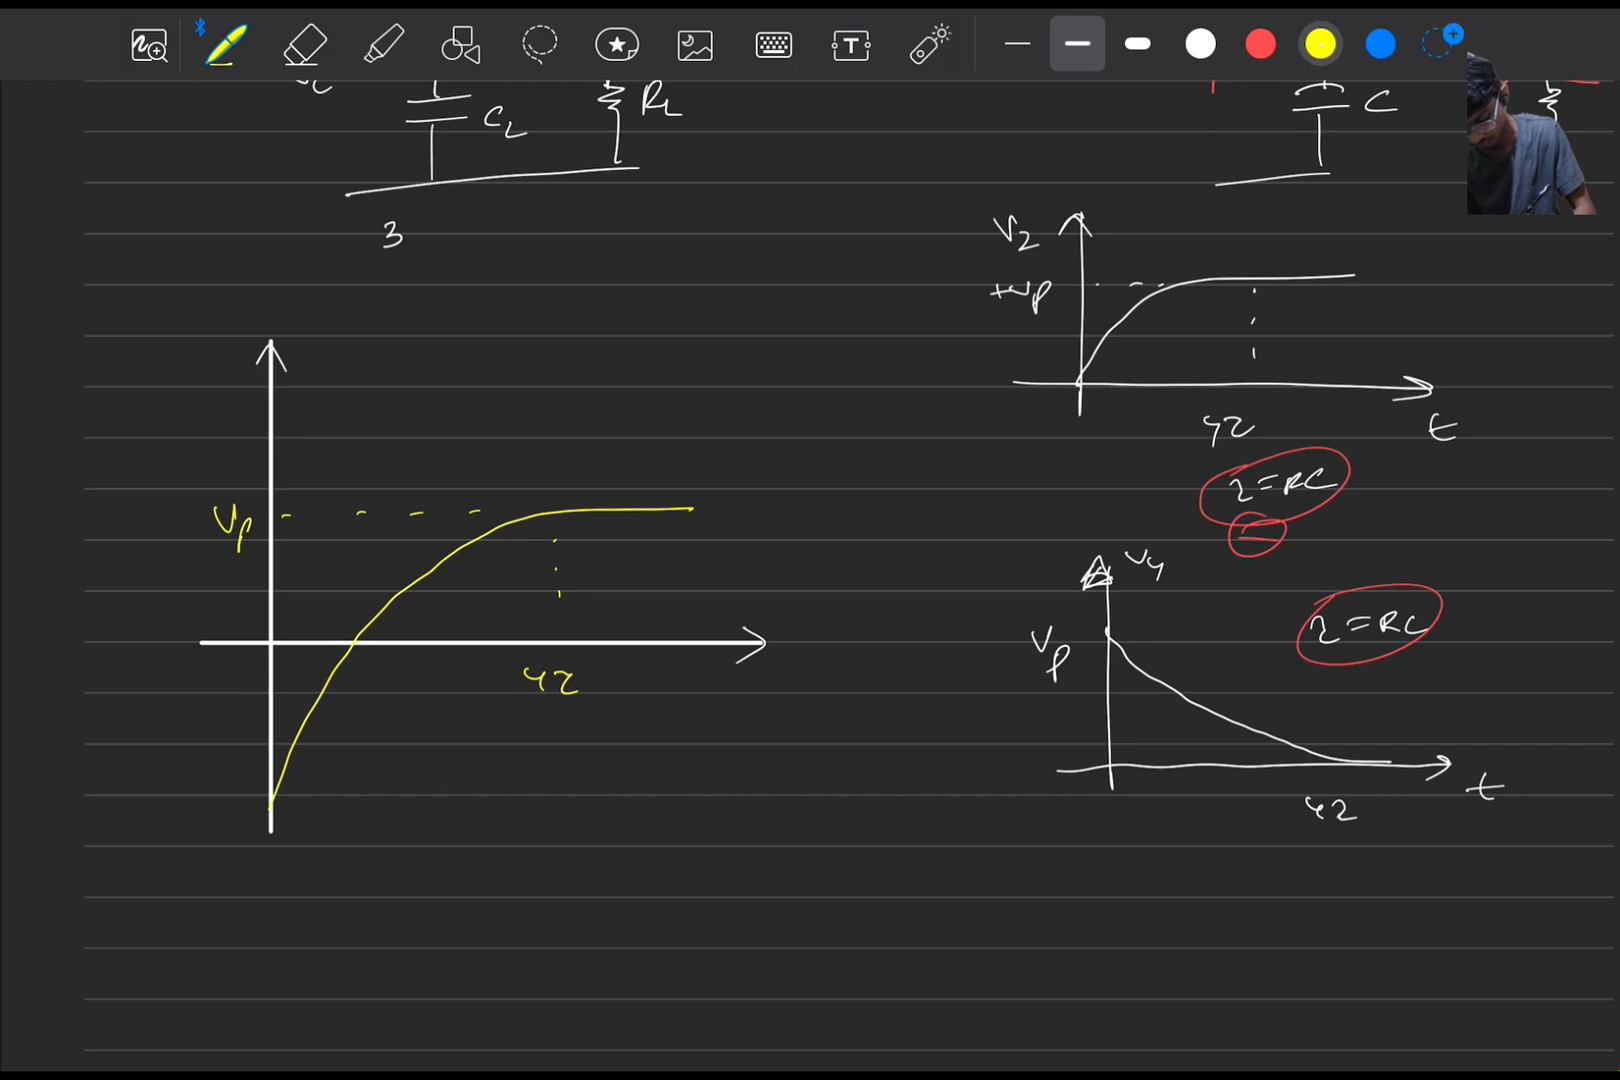 C₂ R_L
C
3
V₂
+Vp
4τ t
τ = RC
Vp
4τ
V₄
Vp
τ = RC
4τ t
T